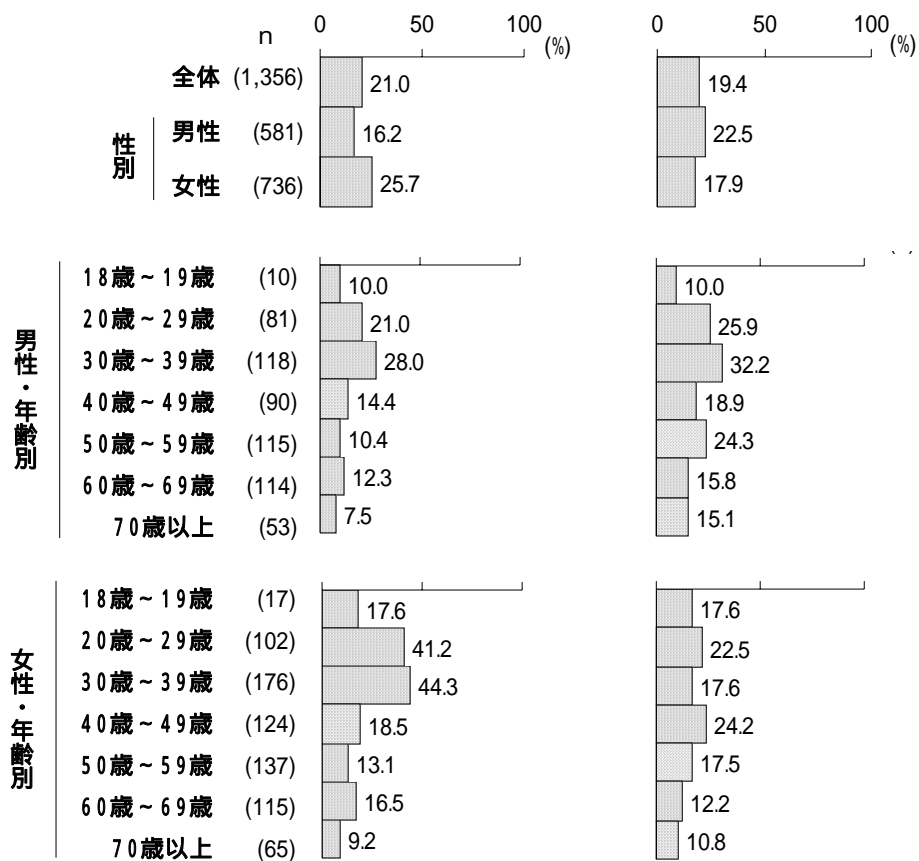 0 50 100 0 50 100
n (%) (%)
全体 (1,356) 21.0 19.4
性別 男性 (581) 16.2 22.5
女性 (736) 25.7 17.9
男性・年齢別
18歳~19歳 (10) 10.0 10.0
20歳~29歳 (81) 21.0 25.9
30歳~39歳 (118) 28.0 32.2
40歳~49歳 (90) 14.4 18.9
50歳~59歳 (115) 10.4 24.3
60歳~69歳 (114) 12.3 15.8
70歳以上 (53) 7.5 15.1
女性・年齢別
18歳~19歳 (17) 17.6 17.6
20歳~29歳 (102) 41.2 22.5
30歳~39歳 (176) 44.3 17.6
40歳~49歳 (124) 18.5 24.2
50歳~59歳 (137) 13.1 17.5
60歳~69歳 (115) 16.5 12.2
70歳以上 (65) 9.2 10.8